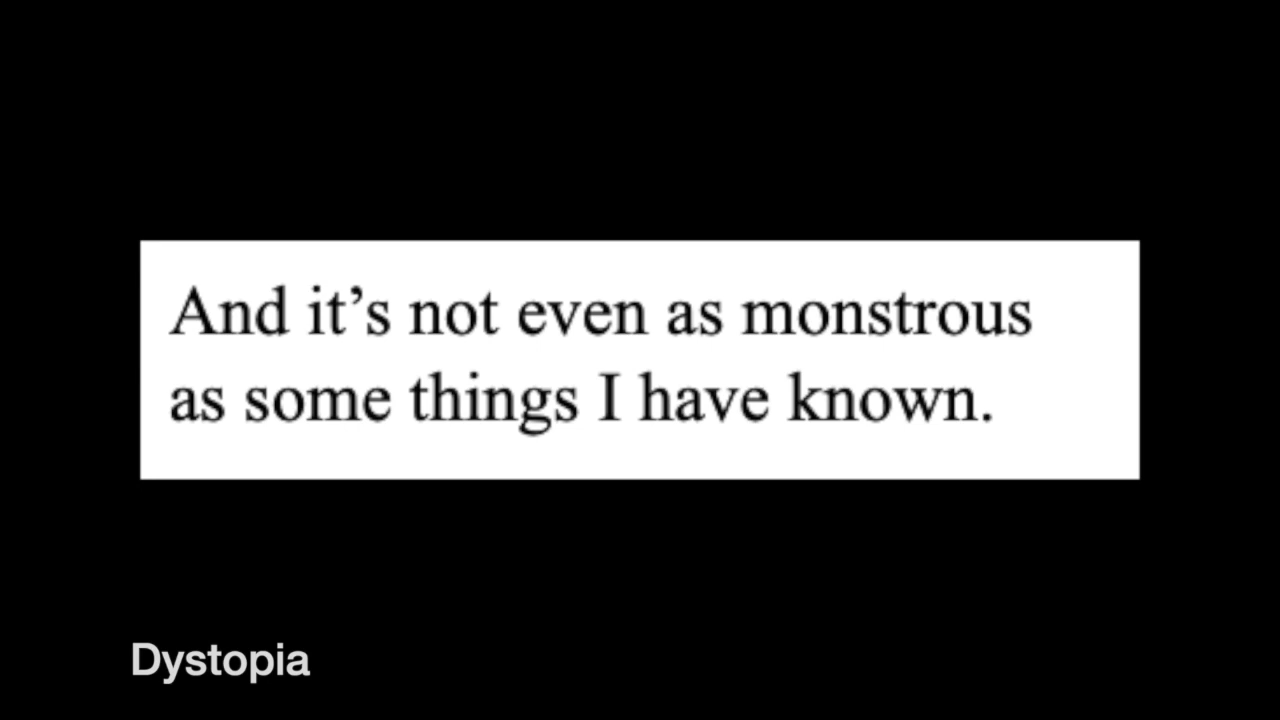 And it’s not even as monstrous
as some things I have known.
Dystopia